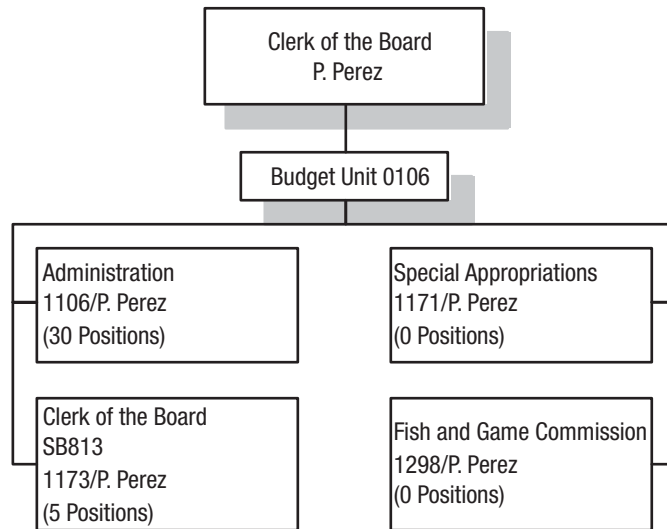 Clerk of the Board
P. Perez
Budget Unit 0106
Administration
1106/P. Perez
(30 Positions)
Special Appropriations
1171/P. Perez
(0 Positions)
Clerk of the Board
SB813
1173/P. Perez
(5 Positions)
Fish and Game Commission
1298/P. Perez
(0 Positions)